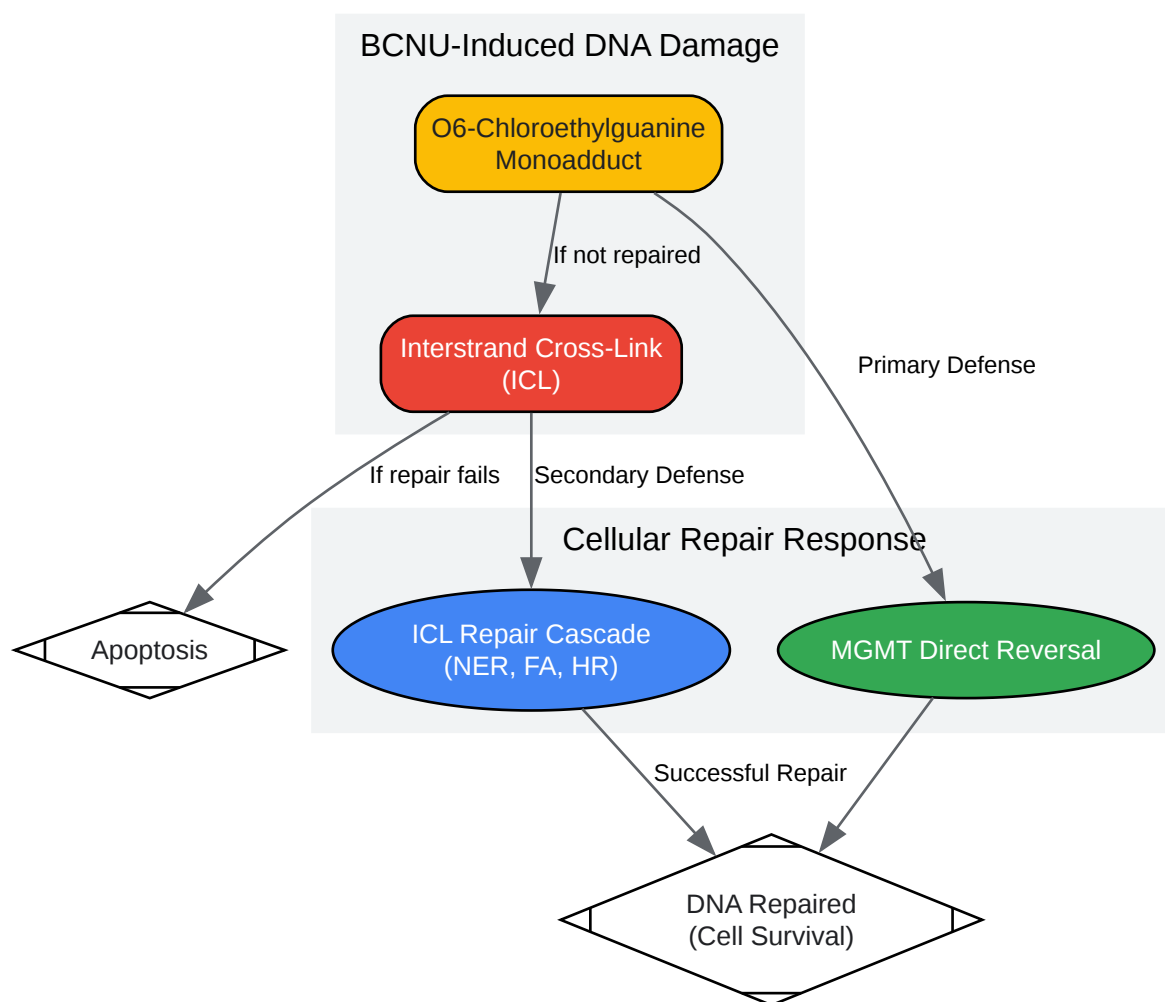 BCNU-Induced DNA Damage
O6-Chloroethylguanine
Monoadduct
If not repaired
Primary Defense
Interstrand Cross-Link
(ICL)
If repair fails
Secondary Defense
Cellular Repair Response
Apoptosis
ICL Repair Cascade
(NER, FA, HR)
MGMT Direct Reversal
Successful Repair
DNA Repaired
(Cell Survival)